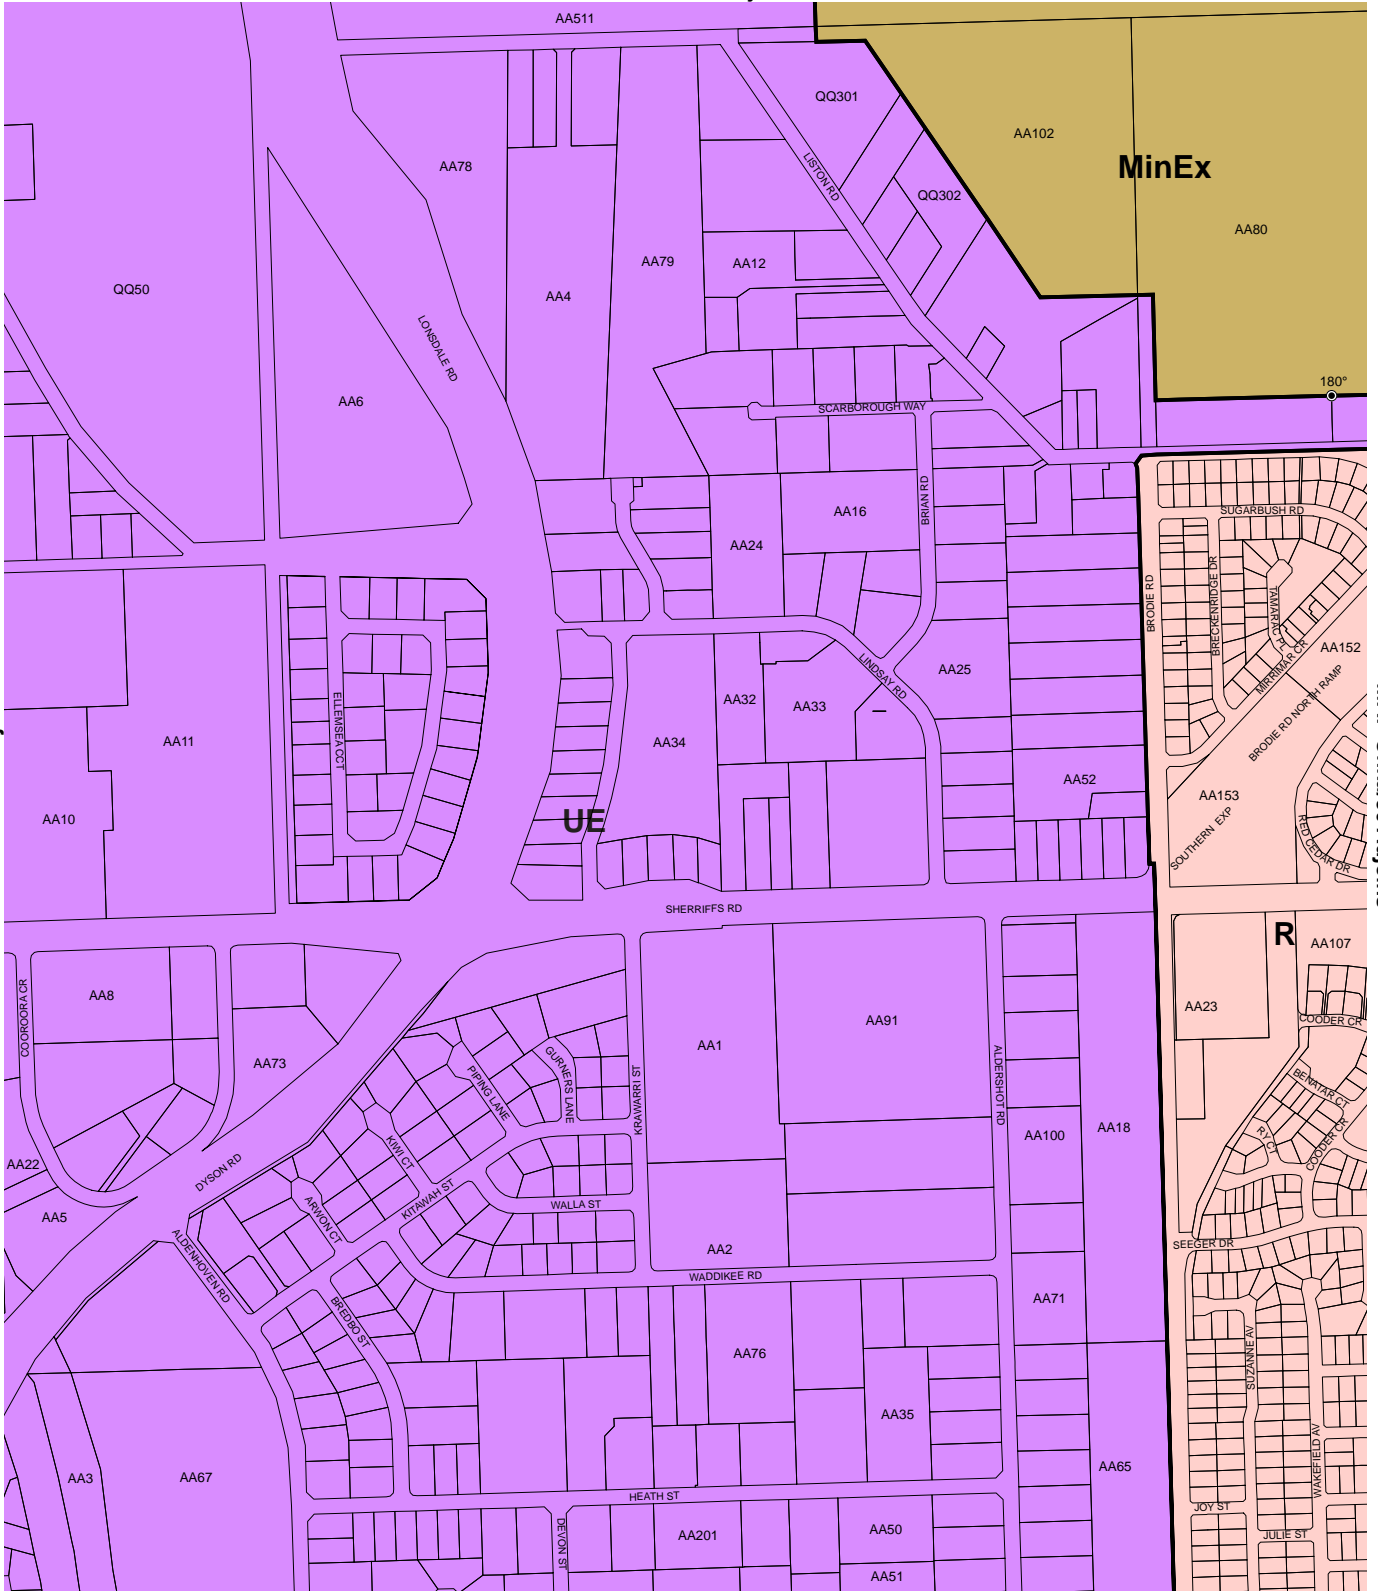 AA511
QQ301
AA102
MinEx
AA78
LISTON RD
QQ302
AA80
AA79
AA12
QQ50
AA4
LONSDALE RD
180°
AA6
SCARBOROUGH WAY
BRIAN RD
AA16
SUGARBUSH RD
AA24
BRODIE RD
BRECKENRIDGE DR
TAMARAC PL
AA152
MIRRIMAR CR
LINDSAY RD
AA25
AA32
AA33
BRODIE RD NORTH RAMP
ELLEMSEA CCT
AA11
AA34
AA52
AA153
AA10
UE
SOUTHERN EXP
RED CEDAR DR
SHERRIFFS RD
R
AA107
AA8
COOROORA CR
AA23
AA91
COODER CR
AA1
AA73
GURNERS LANE
PIPING LANE
KRAWARRI ST
ALDERSHOT RD
BENATAR CT
AA100
AA18
KIWI CT
RY CT
COODER CR
AA22
DYSON RD
KITAWAH ST
WALLA ST
ARWON CT
AA5
AA2
SEEGER DR
ALDENHOVEN RD
WADDIKEE RD
AA71
BREDBO ST
AA76
SUZANNE AV
AA35
WAKEFIELD AV
AA3
AA67
AA65
HEATH ST
JOY ST
DEVON ST
AA201
AA50
JULIE ST
AA51